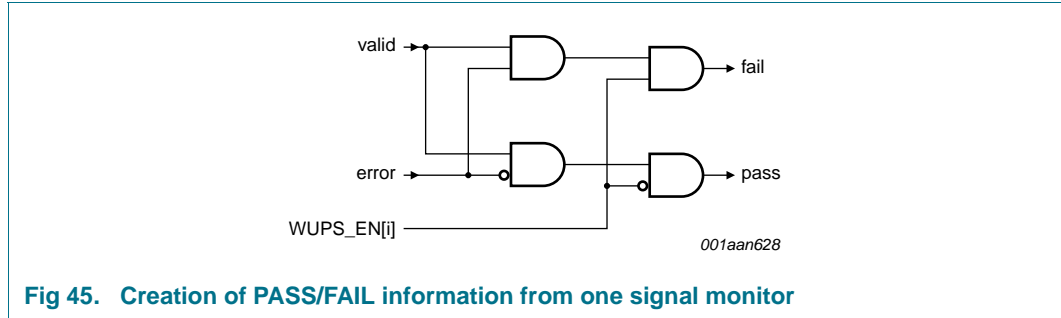 valid
fail
error
pass
WUPS_EN[i]
001aan628
Fig 45. Creation of PASS/FAIL information from one signal monitor